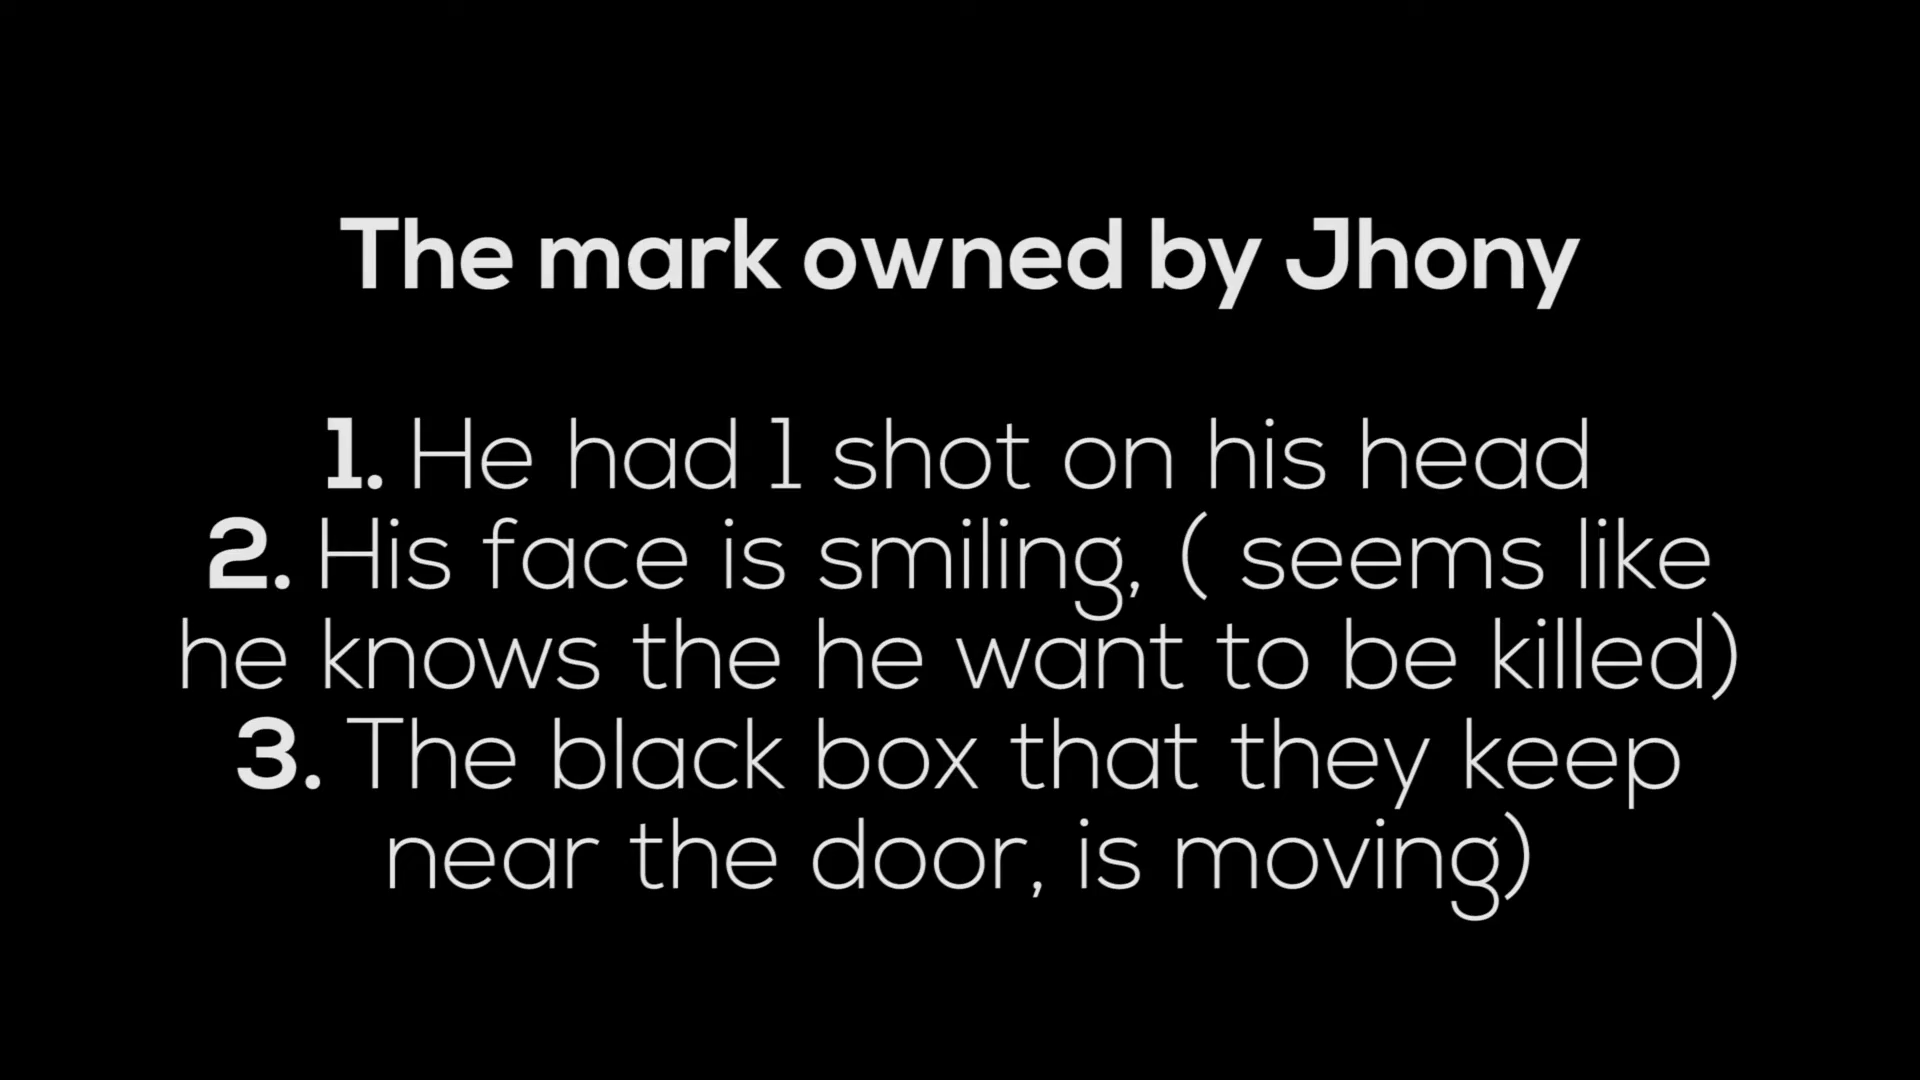 The mark owned by Jhony
1. He had 1 shot on his head
2. His face is smiling, ( seems like
he knows the he want to be killed)
3. The black box that they keep
near the door, is moving)